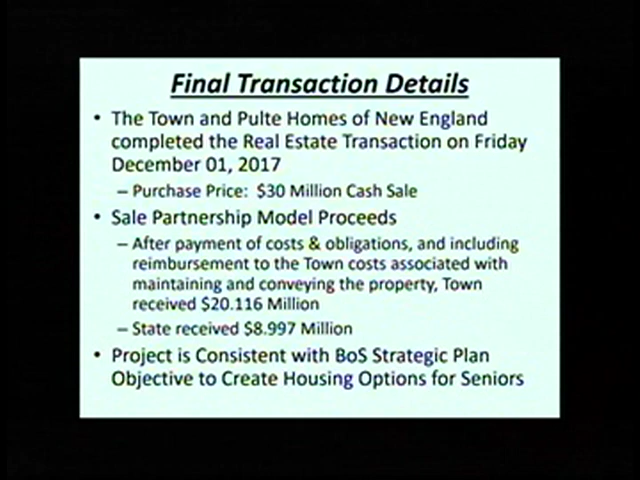 Final Transaction Details
• The Town and Pulte Homes of New England
completed the Real Estate Transaction on Friday
December 01, 2017
– Purchase Price:  $30 Million Cash Sale
• Sale Partnership Model Proceeds
– After payment of costs & obligations, and including
reimbursement to the Town costs associated with
maintaining and conveying the property, Town
received $20.116 Million
– State received $8.997 Million
• Project is Consistent with BoS Strategic Plan
Objective to Create Housing Options for Seniors